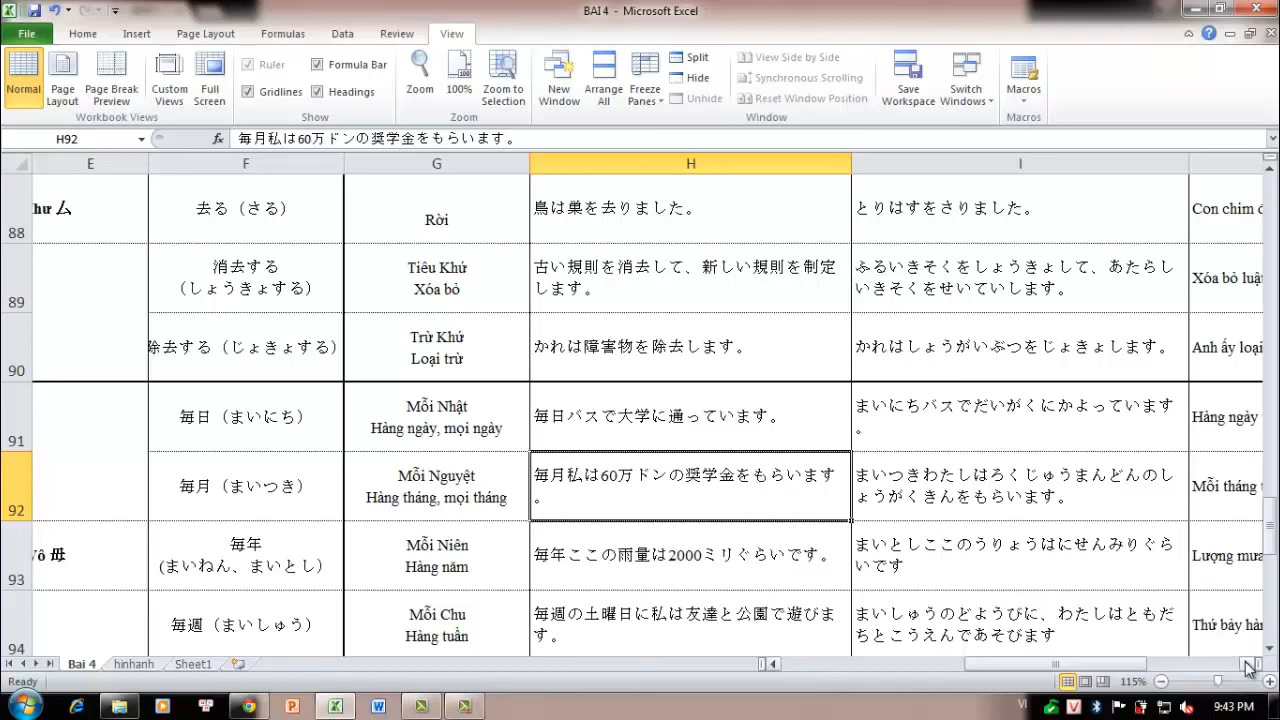 BAI 4 - Microsoft Excel
File Home Insert Page Layout Formulas Data Review View
Normal
Page Layout
Page Break Preview
Custom Views
Full Screen
Workbook Views
Ruler
Formula Bar
Gridlines
Headings
Show
Zoom
100%
Zoom to Selection
Zoom
New Window
Arrange All
Freeze Panes
Split
Hide
Unhide
View Side by Side
Synchronous Scrolling
Reset Window Position
Window
Save Workspace
Switch Windows
Macros
Macros
H92
fx
毎月私は60万ドンの奨学金をもらいます。
E F G H I
88
hư 厶
去る（さる）
Rời
鳥は巣を去りました。
とりはすをさりました。
Con chim đ
89
消去する
（しょうきょする）
Tiêu Khứ
Xóa bỏ
古い規則を消去して、新しい規則を制定
します。
ふるいきそくをしょうきょして、あたらし
いきそくをせいていします。
Xóa bỏ luậ
90
除去する（じょきょする）
Trừ Khứ
Loại trừ
かれは障害物を除去します。
かれはしょうがいぶつをじょきょします。
Anh ấy loại
91
毎日（まいにち）
Mỗi Nhật
Hàng ngày, mọi ngày
毎日バスで大学に通っています。
まいにちバスでだいがくにかよっています
。
Hàng ngày
92
毎月（まいつき）
Mỗi Nguyệt
Hàng tháng, mọi tháng
毎月私は60万ドンの奨学金をもらいます
。
まいつきわたしはろくじゅうまんどんのし
ょうがくきんをもらいます。
Mỗi tháng t
93
Vô 毋
毎年
(まいねん、まいとし）
Mỗi Niên
Hàng năm
毎年ここの雨量は2000ミリぐらいです。
まいとしここのうりょうはにせんみりぐら
いです
Lượng mưa
94
毎週（まいしゅう）
Mỗi Chu
Hàng tuần
毎週の土曜日に私は友達と公園で遊びま
す。
まいしゅうのどようびに、わたしはともだ
ちとこうえんであそびます
Thứ bảy hàn
Bai 4 hinhanh Sheet1
Ready
115%
VI
9:43 PM